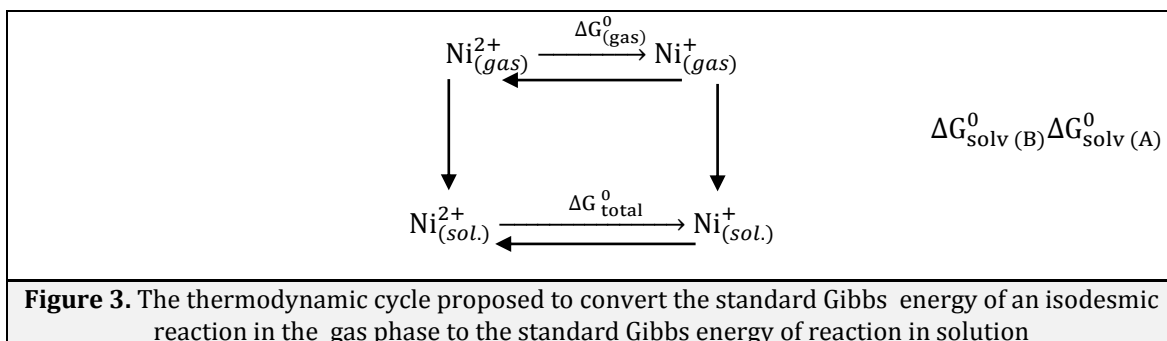 ΔG⁰(gas)
Ni²⁺(gas) ⟶ Ni⁺(gas)
ΔG⁰solv (B)ΔG⁰solv (A)
ΔG⁰total
Ni²⁺(sol.) ⟶ Ni⁺(sol.)
Figure 3. The thermodynamic cycle proposed to convert the standard Gibbs energy of an isodesmic
reaction in the gas phase to the standard Gibbs energy of reaction in solution